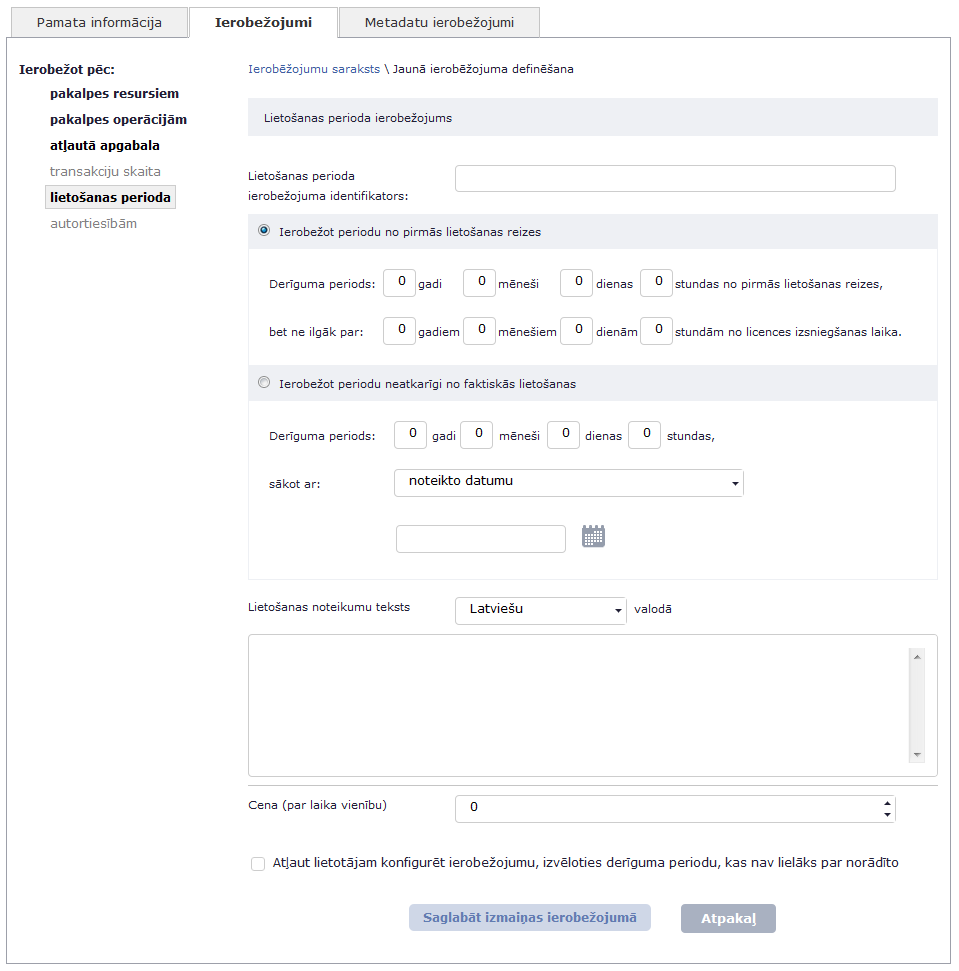 Pamata informācija
Ierobežojumi
Metadatu ierobežojumi
Ierobežot pēc:
pakalpes resursiem
pakalpes operācijām
atļautā apgabala
transakciju skaita
lietošanas perioda
autortiesībām
Ierobēžojumu saraksts \ Jaunā ierobēžojuma definēšana
Lietošanas perioda ierobežojums
Lietošanas perioda
ierobežojuma identifikators:
Ierobežot periodu no pirmās lietošanas reizes
Derīguma periods: 0 gadi 0 mēneši 0 dienas 0 stundas no pirmās lietošanas reizes,
bet ne ilgāk par: 0 gadiem 0 mēnešiem 0 dienām 0 stundām no licences izsniegšanas laika.
Ierobežot periodu neatkarīgi no faktiskās lietošanas
Derīguma periods: 0 gadi 0 mēneši 0 dienas 0 stundas,
sākot ar: noteikto datumu
Lietošanas noteikumu teksts Latviešu valodā
Cena (par laika vienību) 0
Atļaut lietotājam konfigurēt ierobežojumu, izvēloties derīguma periodu, kas nav lielāks par norādīto
Saglabāt izmaiņas ierobežojumā
Atpakaļ